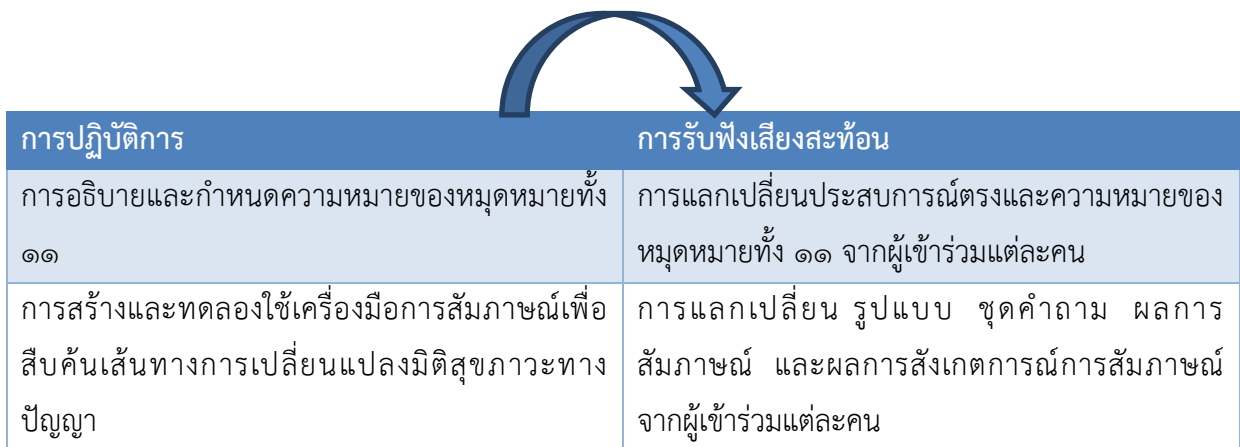 การปฏิบัติการ
การรับฟังเสียงสะท้อน
การอธิบายและกำหนดความหมายของหมุดหมายทั้ง
๑๑
การแลกเปลี่ยนประสบการณ์ตรงและความหมายของ
หมุดหมายทั้ง ๑๑ จากผู้เข้าร่วมแต่ละคน
การสร้างและทดลองใช้เครื่องมือการสัมภาษณ์เพื่อ
สืบค้นเส้นทางการเปลี่ยนแปลงมิติสุขภาวะทาง
ปัญญา
การแลกเปลี่ยน รูปแบบ ชุดคำถาม ผลการ
สัมภาษณ์ และผลการสังเกตการณ์การสัมภาษณ์
จากผู้เข้าร่วมแต่ละคน